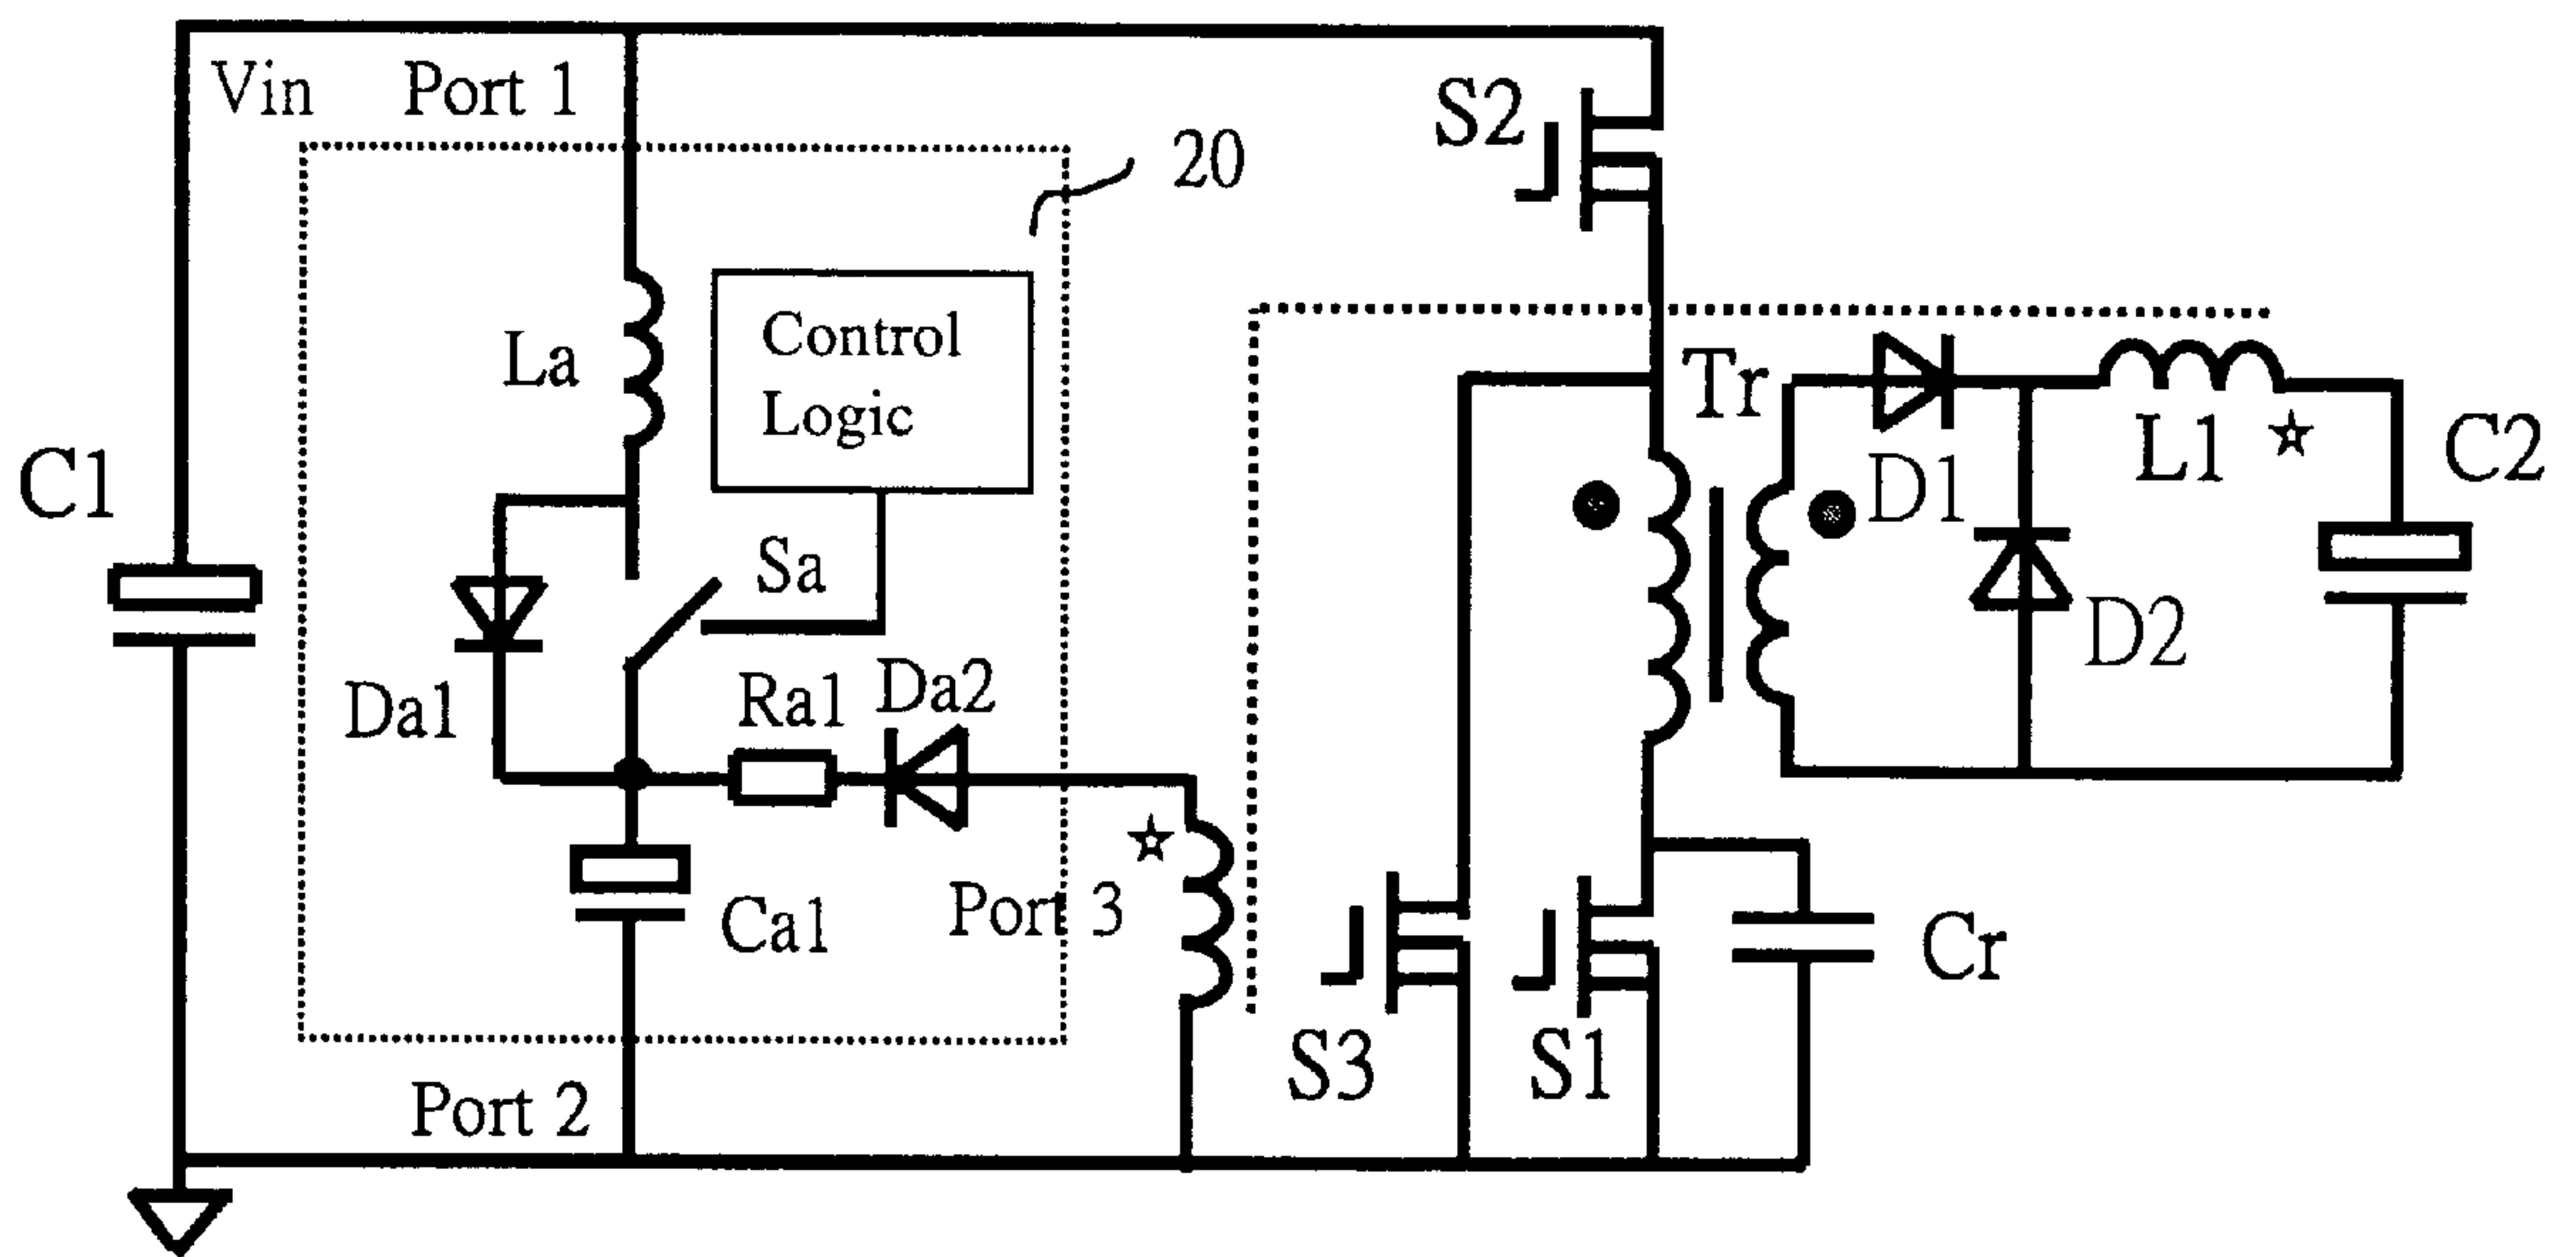 Vin
Port 1
S2
20
Control
Logic
La
Tr
C1
D1
L1
☆
C2
Sa
D2
Da1
Ra1
Da2
☆
Ca1
Port 3
Cr
S3
S1
Port 2